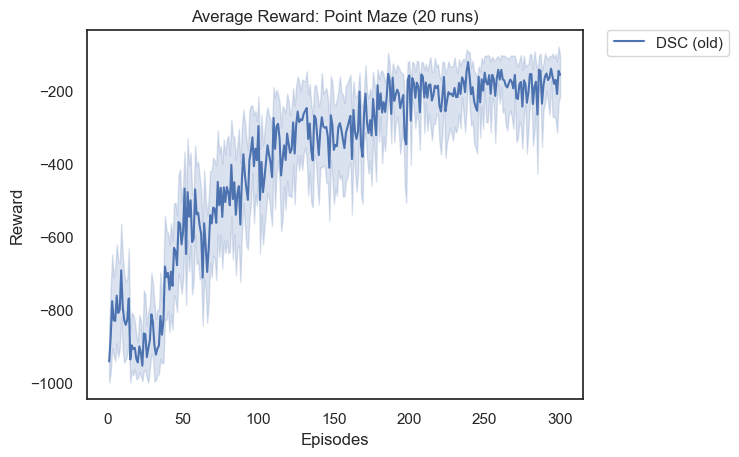 Average Reward: Point Maze (20 runs)
DSC (old)
Reward
−200
−400
−600
−800
−1000
0 50 100 150 200 250 300
Episodes